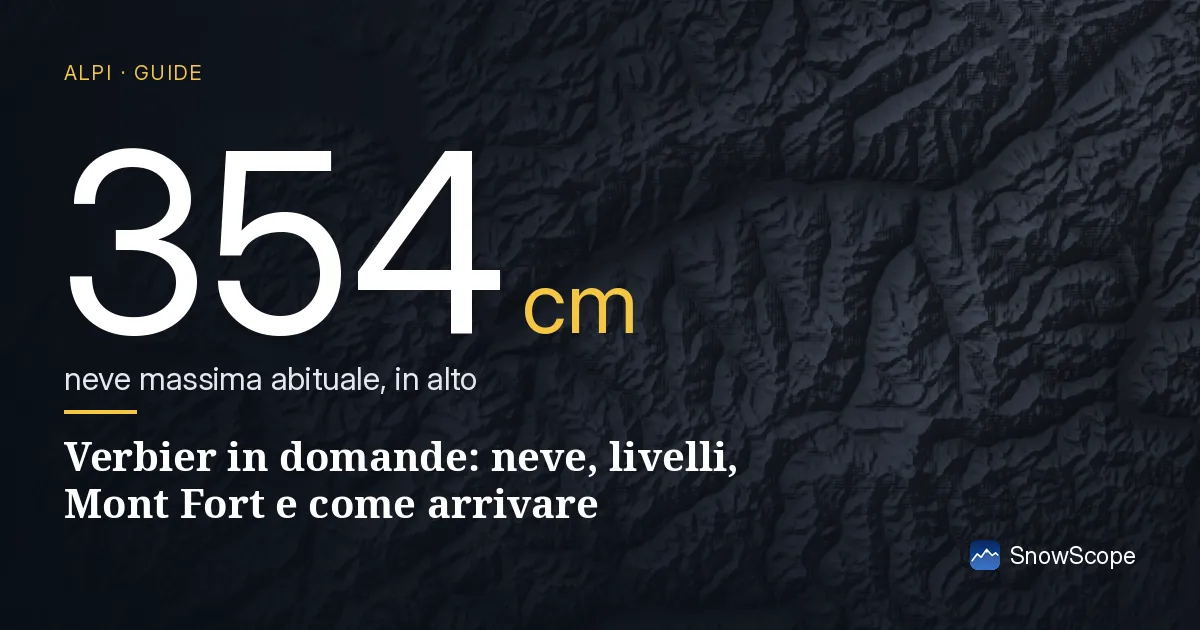 ALPI · GUIDE
354 cm
neve massima abituale, in alto
Verbier in domande: neve, livelli,
Mont Fort e come arrivare
SnowScope